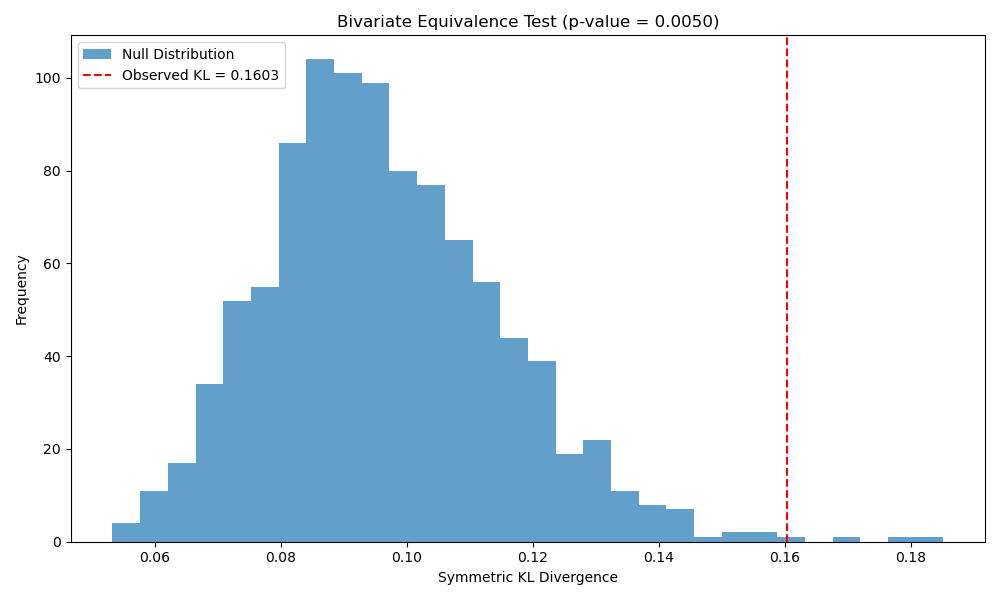 Bivariate Equivalence Test (p-value = 0.0050)
Null Distribution
Observed KL = 0.1603
Frequency
100
80
60
40
20
0
0.06 0.08 0.10 0.12 0.14 0.16 0.18
Symmetric KL Divergence